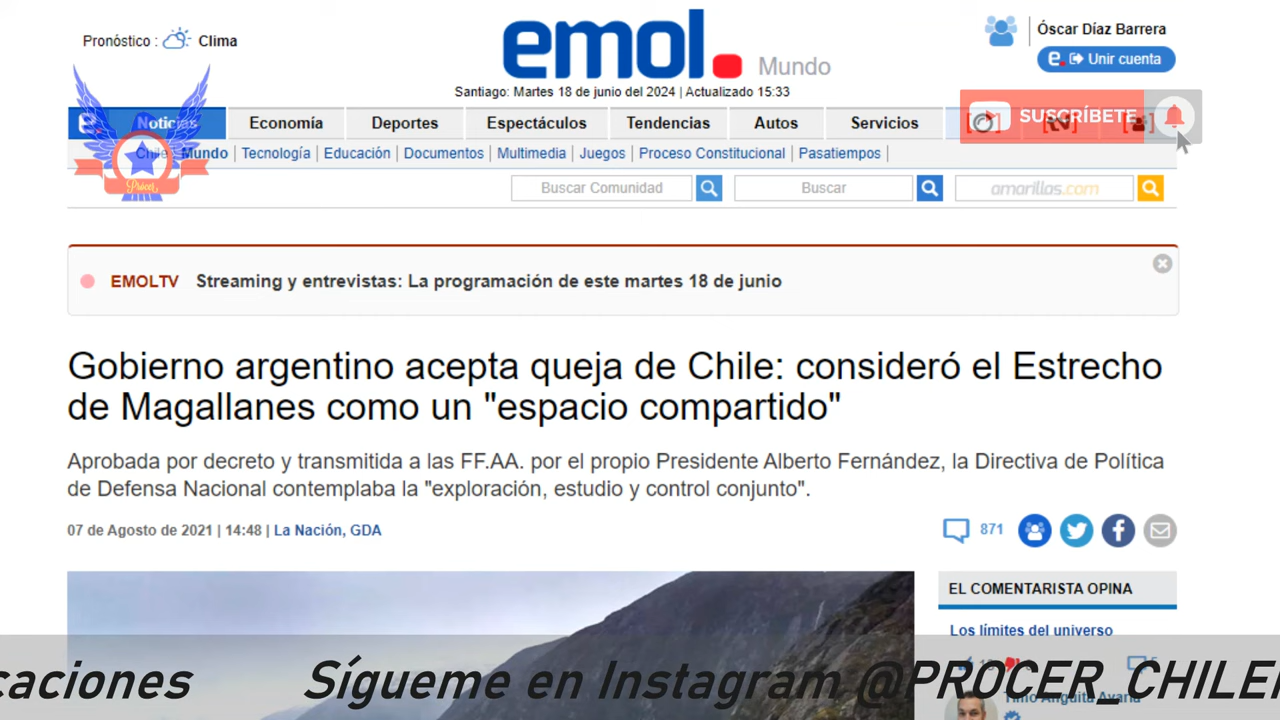 Pronóstico : Clima
emol.
Mundo
Óscar Díaz Barrera
e. Unir cuenta
Santiago: Martes 18 de junio del 2024 | Actualizado 15:33
Noticias Economía Deportes Espectáculos Tendencias Autos Servicios
SUSCRÍBETE
Chile Mundo | Tecnología | Educación | Documentos | Multimedia | Juegos | Proceso Constitucional | Pasatiempos |
Prócer
Buscar Comunidad Buscar amarillas.com
EMOLTV Streaming y entrevistas: La programación de este martes 18 de junio
Gobierno argentino acepta queja de Chile: consideró el Estrecho
de Magallanes como un "espacio compartido"
Aprobada por decreto y transmitida a las FF.AA. por el propio Presidente Alberto Fernández, la Directiva de Política
de Defensa Nacional contemplaba la "exploración, estudio y control conjunto".
07 de Agosto de 2021 | 14:48 | La Nación, GDA
871
EL COMENTARISTA OPINA
Los límites del universo
caciones Sígueme en Instagram @PROCER_CHILE